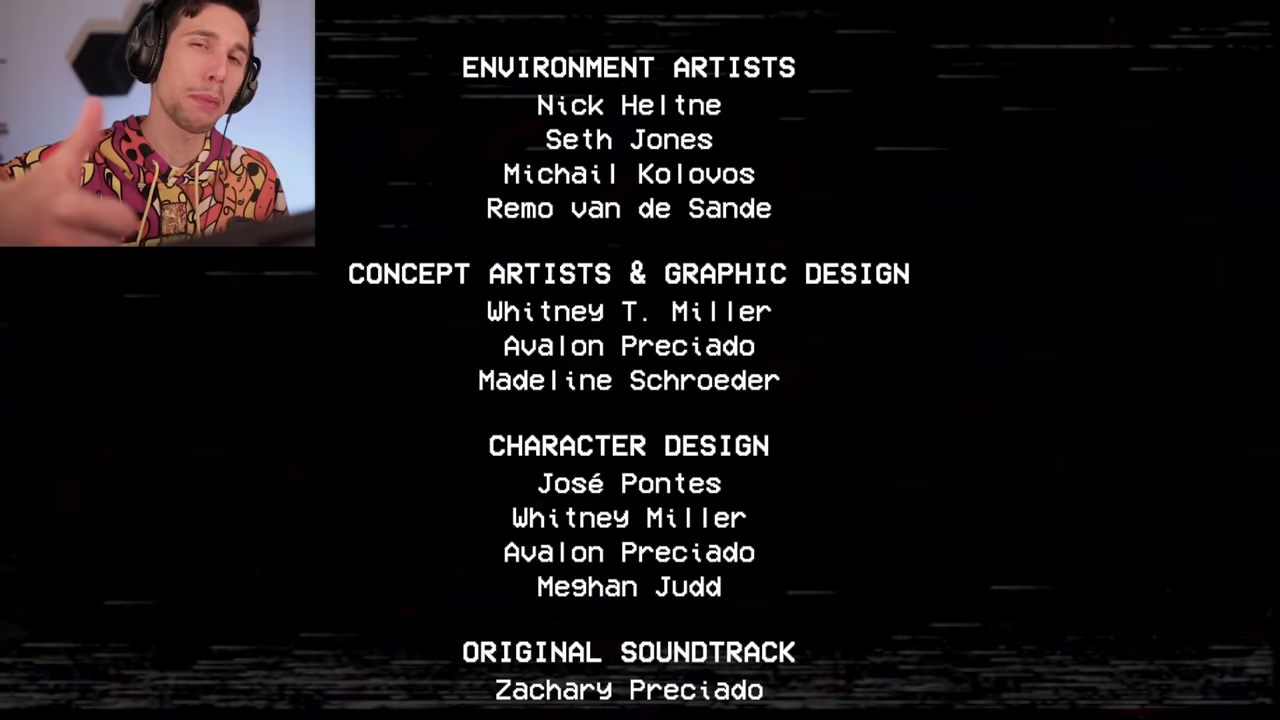 ENVIRONMENT ARTISTS
Nick Heltne
Seth Jones
Michail Kolovos
Remo van de Sande
CONCEPT ARTISTS & GRAPHIC DESIGN
Whitney T. Miller
Avalon Preciado
Madeline Schroeder
CHARACTER DESIGN
José Pontes
Whitney Miller
Avalon Preciado
Meghan Judd
ORIGINAL SOUNDTRACK
Zachary Preciado